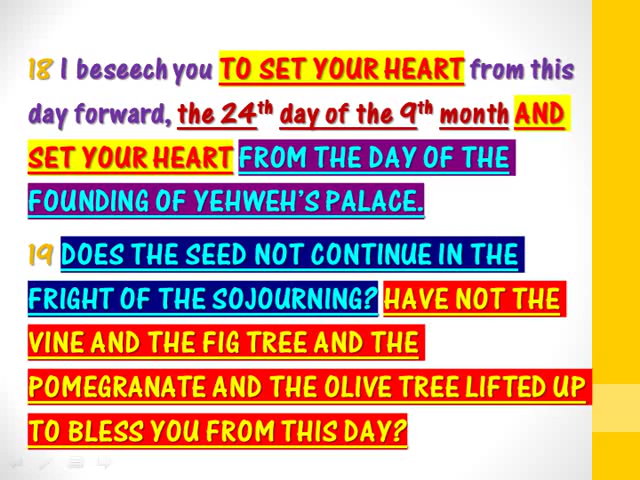 18 I beseech you TO SET YOUR HEART from this
day forward, the 24th day of the 9th month AND
SET YOUR HEART FROM THE DAY OF THE
FOUNDING OF YEHWEH'S PALACE.
19 DOES THE SEED NOT CONTINUE IN THE
FRIGHT OF THE SOJOURNING? HAVE NOT THE
VINE AND THE FIG TREE AND THE
POMEGRANATE AND THE OLIVE TREE LIFTED UP
TO BLESS YOU FROM THIS DAY?